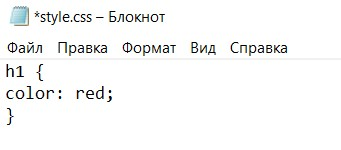 *style.css – Блокнот
Файл Правка Формат Вид Справка
h1 {
color: red;
}